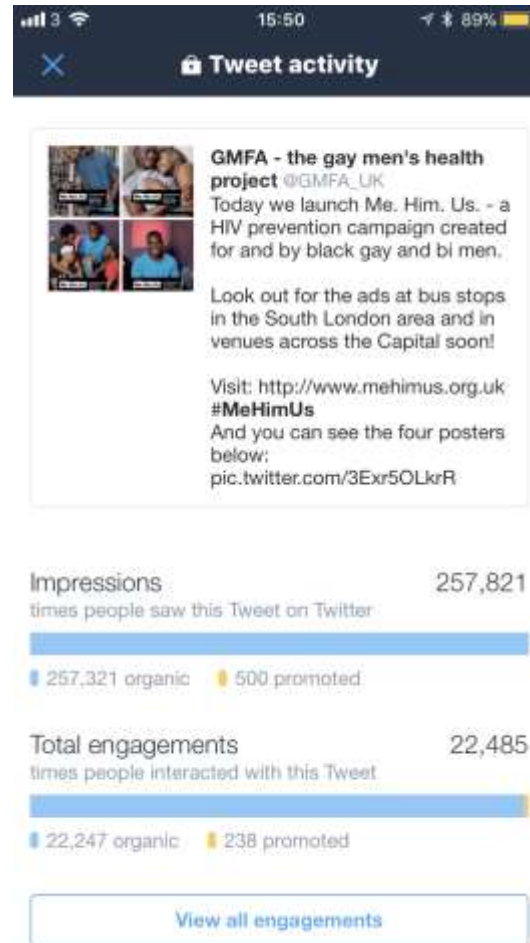 3 15:50 89%
Tweet activity
GMFA - the gay men's health
project @GMFA_UK
Today we launch Me. Him. Us. - a
HIV prevention campaign created
for and by black gay and bi men.
Look out for the ads at bus stops
in the South London area and in
venues across the Capital soon!
Visit: http://www.mehimus.org.uk
#MeHimUs
And you can see the four posters
below:
pic.twitter.com/3Exr5OLkrR
Impressions 257,821
times people saw this Tweet on Twitter
257,321 organic 500 promoted
Total engagements 22,485
times people interacted with this Tweet
22,247 organic 238 promoted
View all engagements